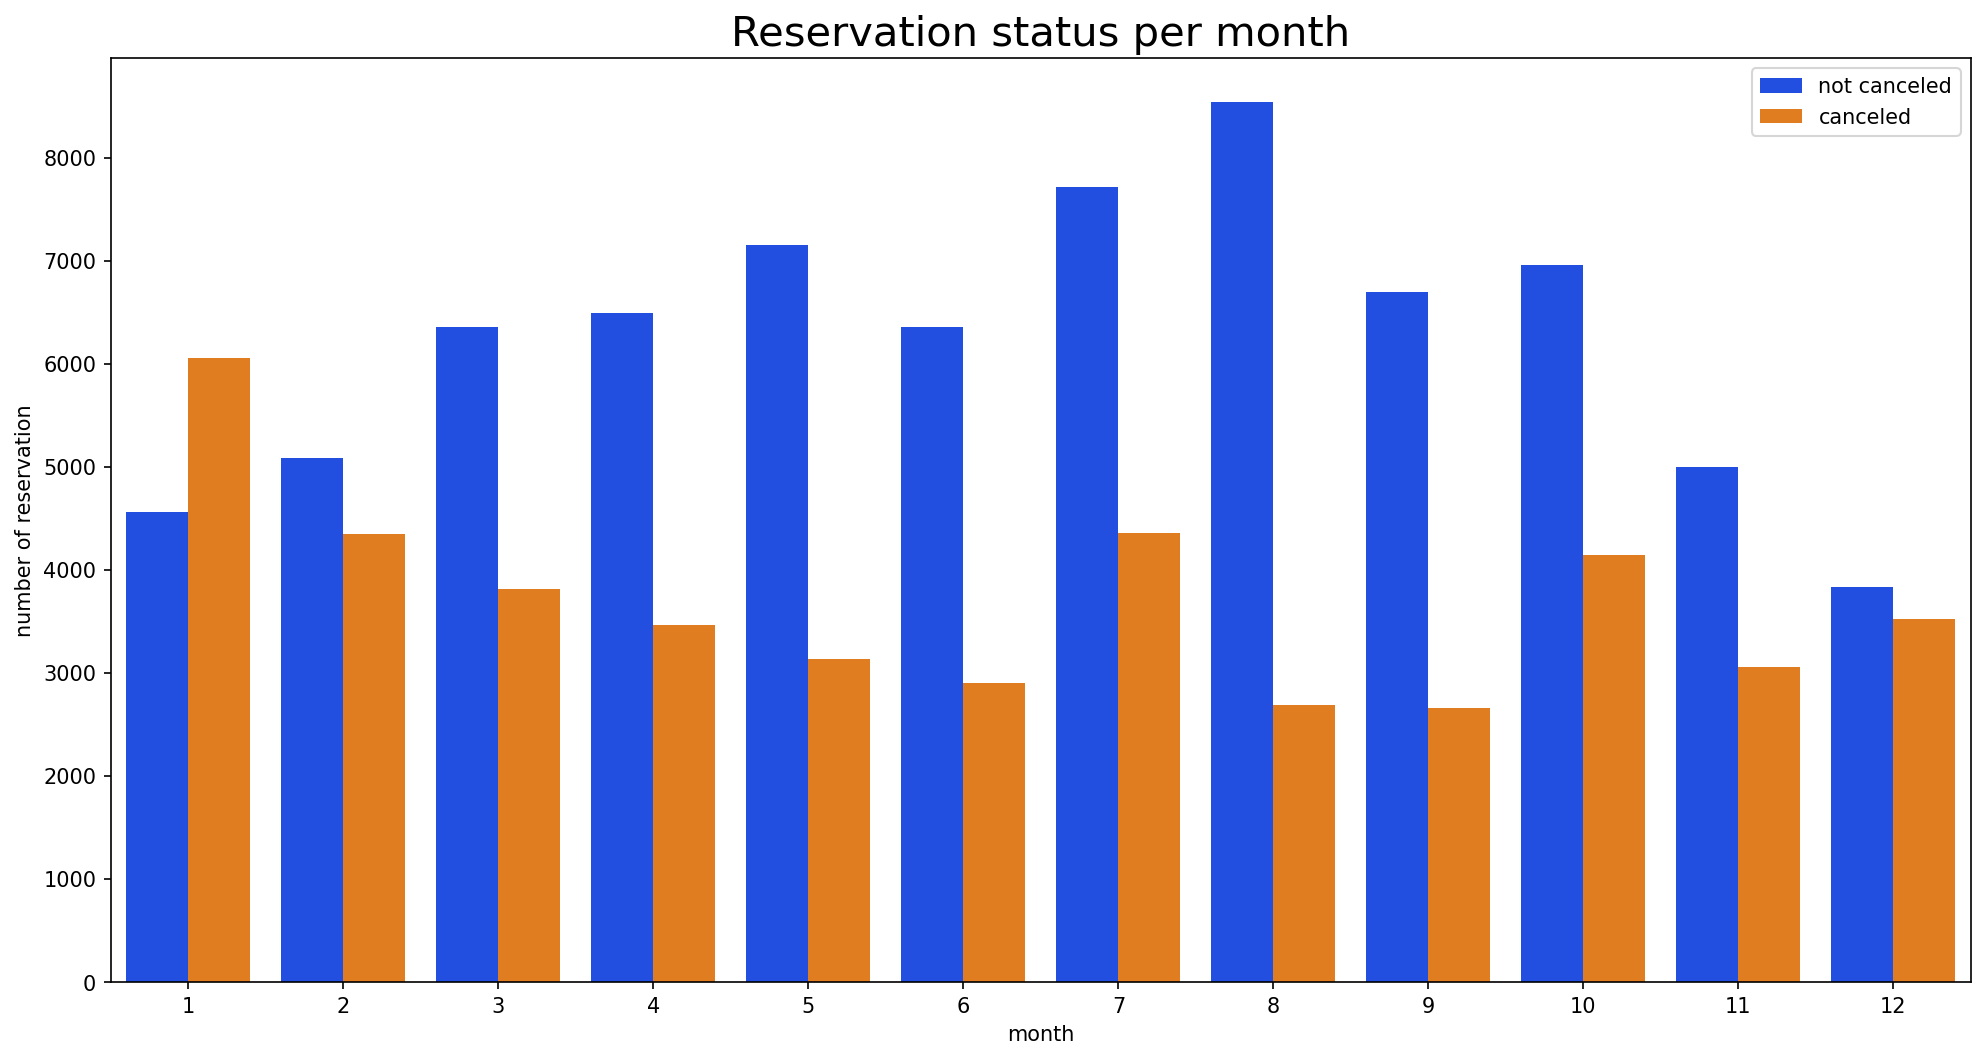 Reservation status per month
not canceled
canceled
8000
7000
6000
5000
4000
3000
2000
1000
0
number of reservation
1 2 3 4 5 6 7 8 9 10 11 12
month